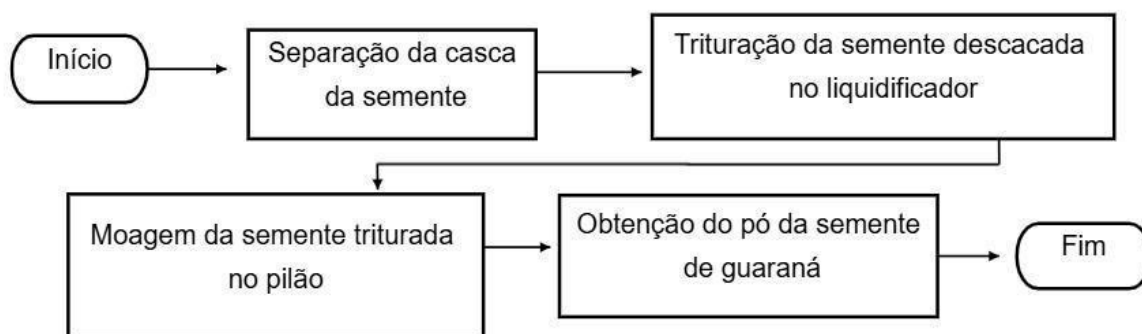 Início
Separação da casca
da semente
Trituração da semente descacada
no liquidificador
Moagem da semente triturada
no pilão
Obtenção do pó da semente
de guaraná
Fim